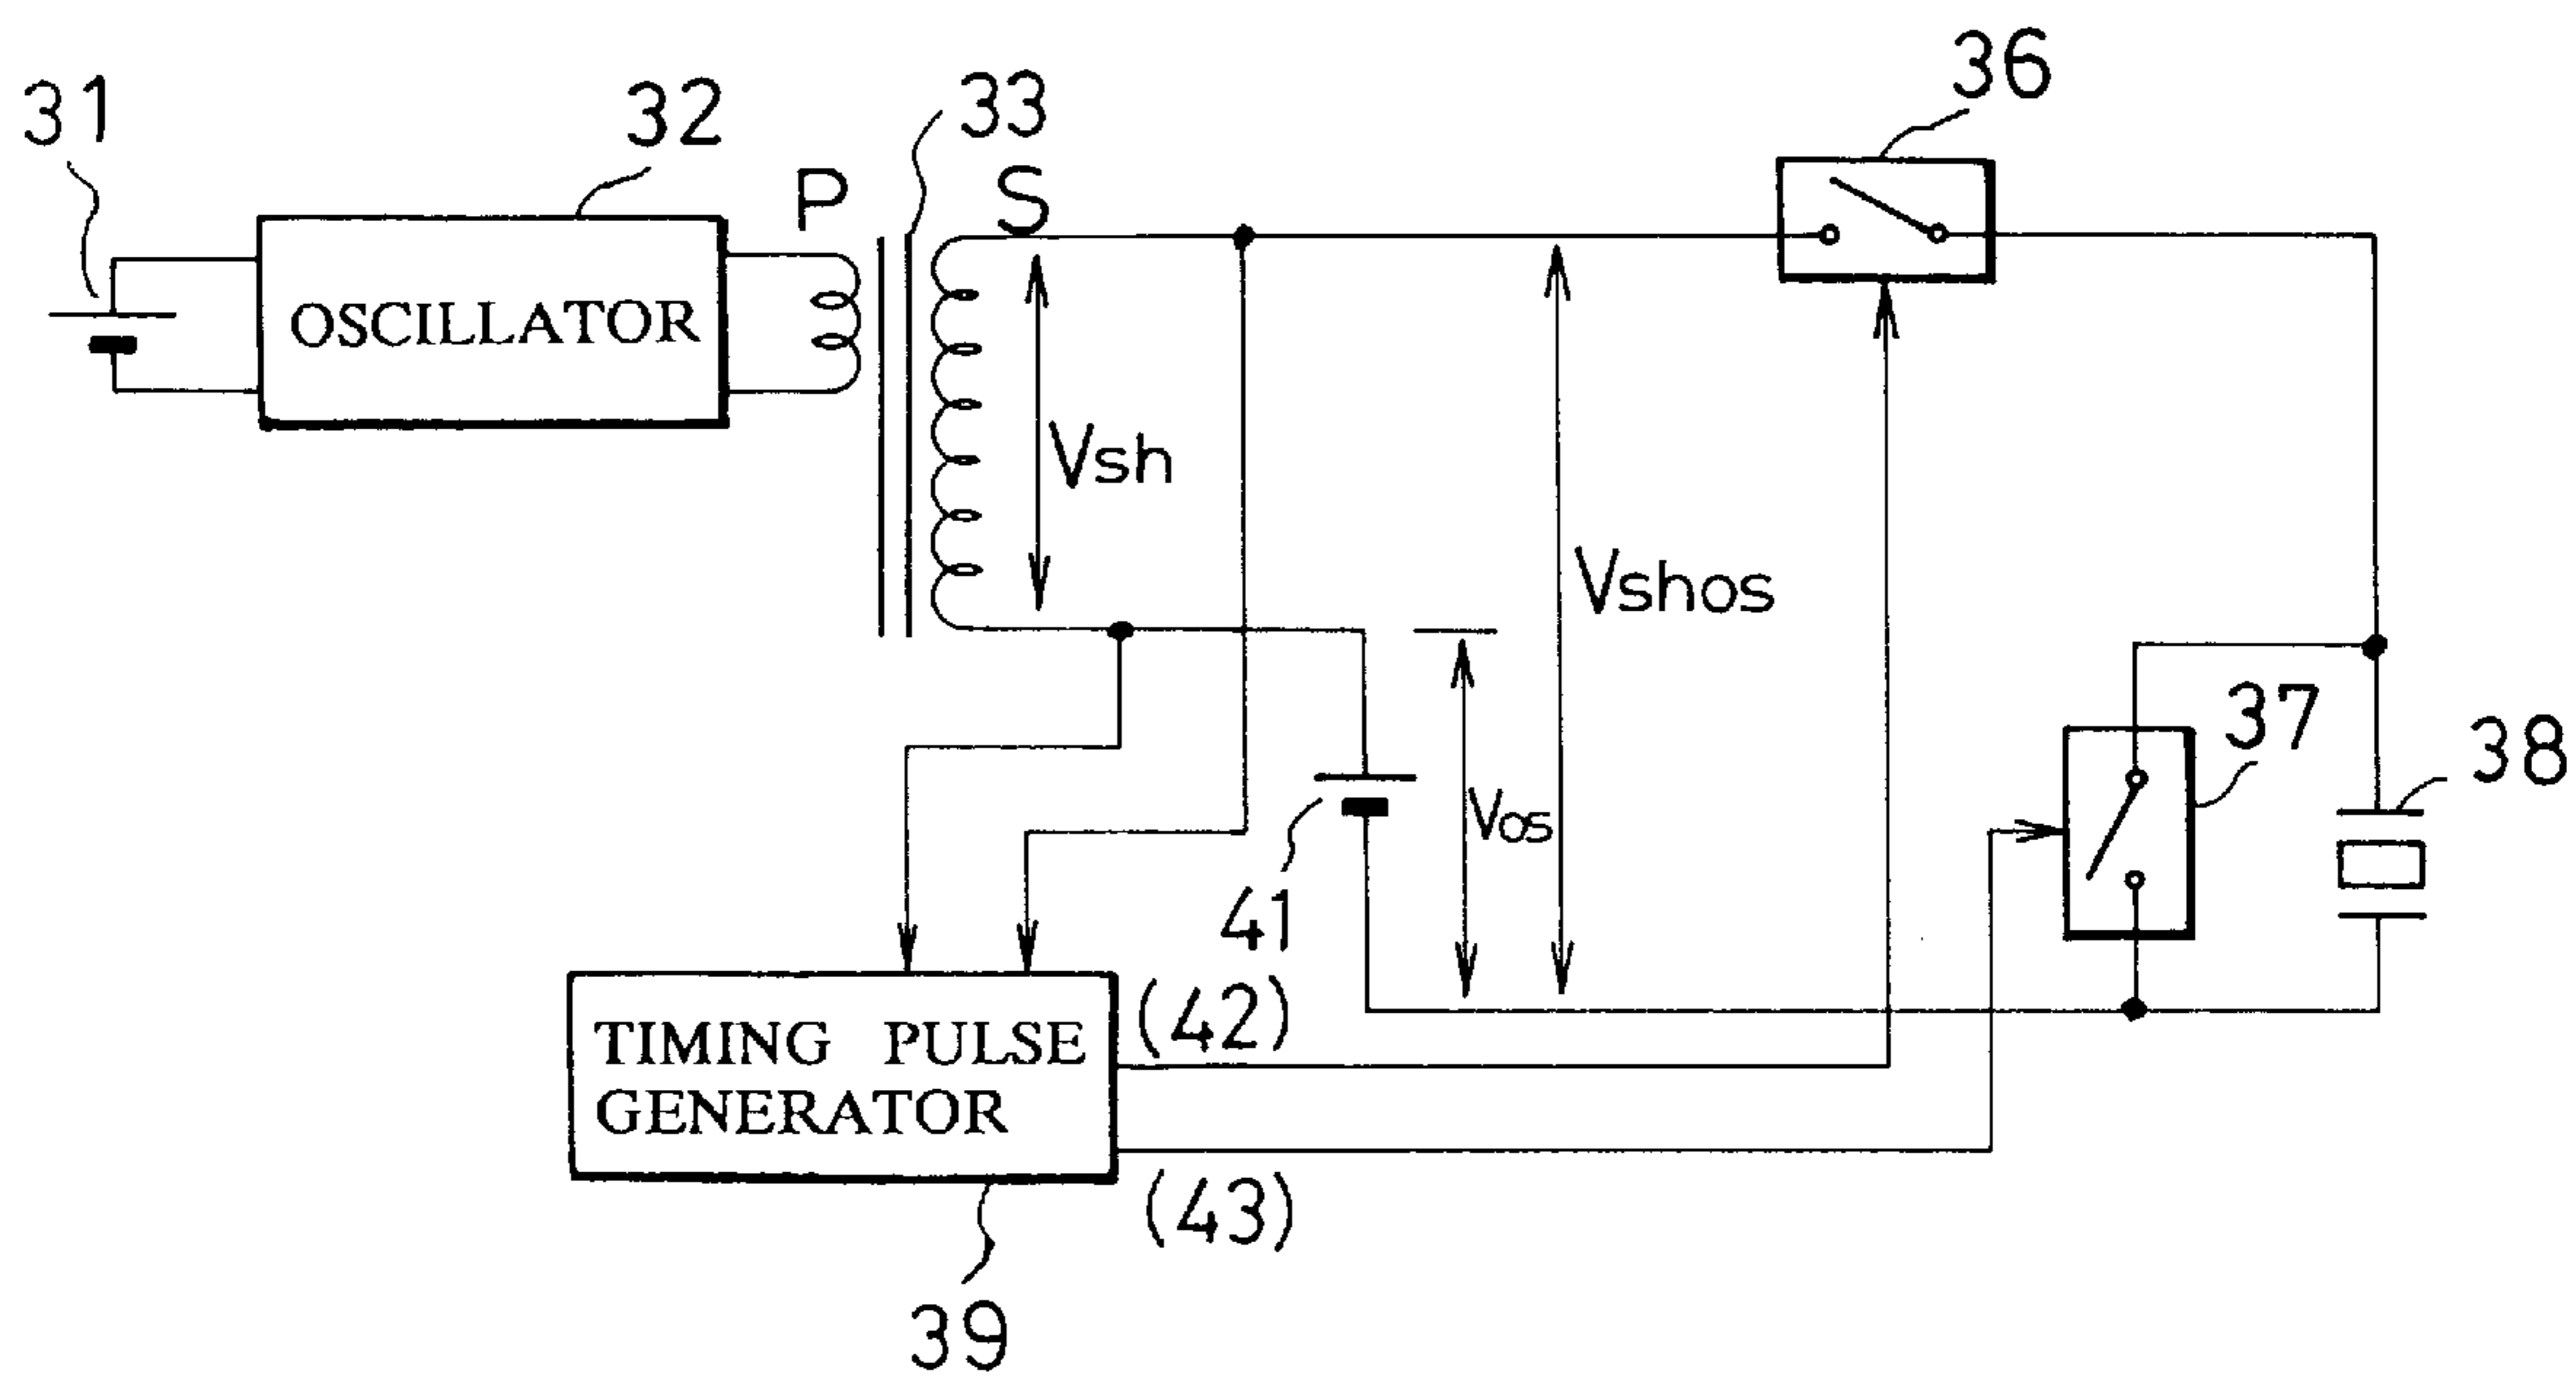 31
32
33
36
P
S
OSCILLATOR
Vsh
Vshos
37
38
Vos
41
TIMING PULSE
GENERATOR
(42)
(43)
39